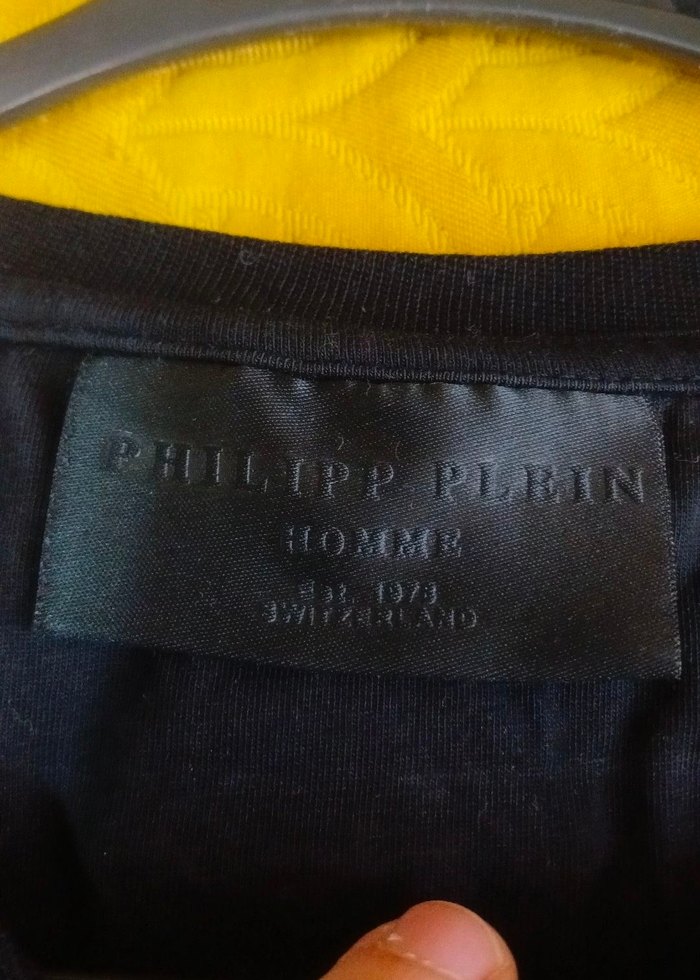 PHILIPP PLEIN
HOMME
EST. 1978
SWITZERLAND